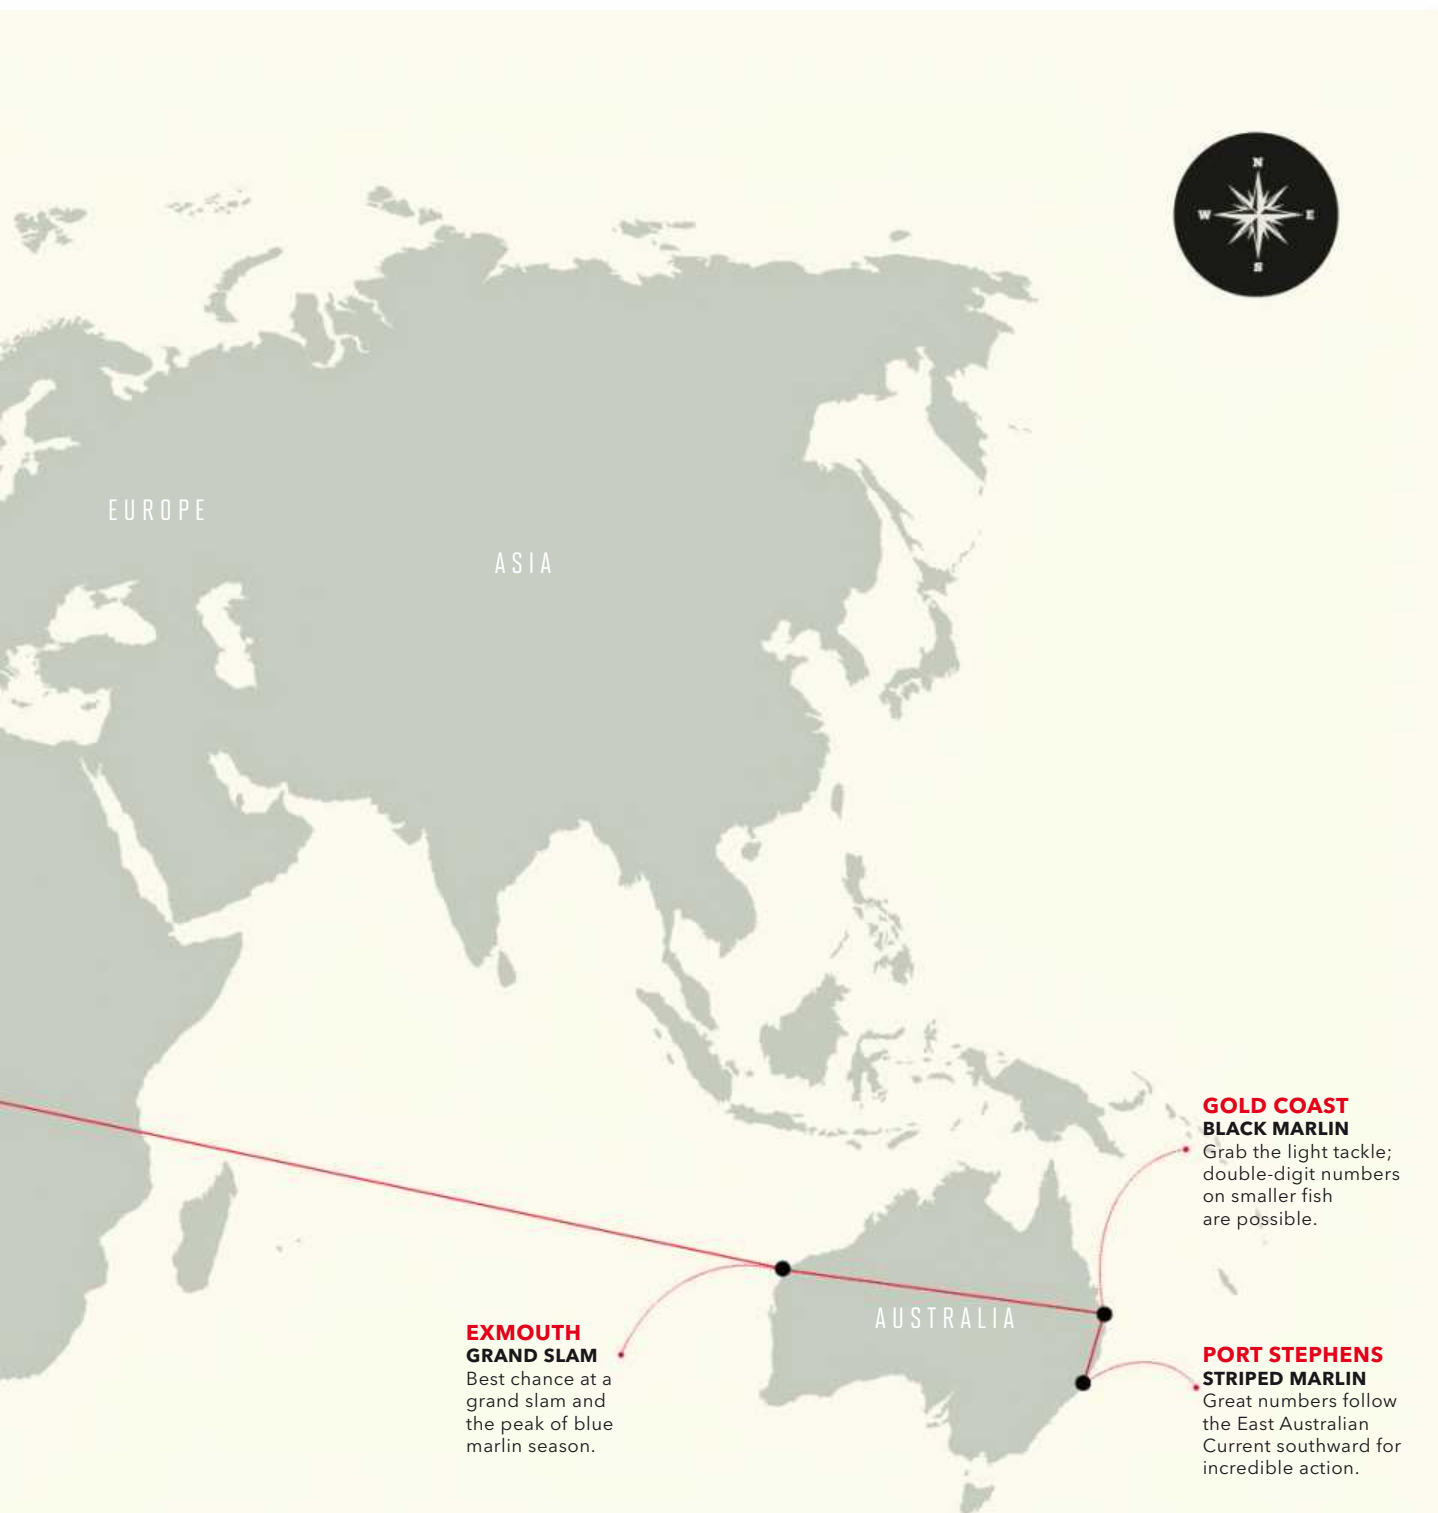 N
W E
S
EUROPE
ASIA
GOLD COAST
BLACK MARLIN
Grab the light tackle;
double-digit numbers
on smaller fish
are possible.
AUSTRALIA
EXMOUTH
GRAND SLAM
Best chance at a
grand slam and
the peak of blue
marlin season.
PORT STEPHENS
STRIPED MARLIN
Great numbers follow
the East Australian
Current southward for
incredible action.